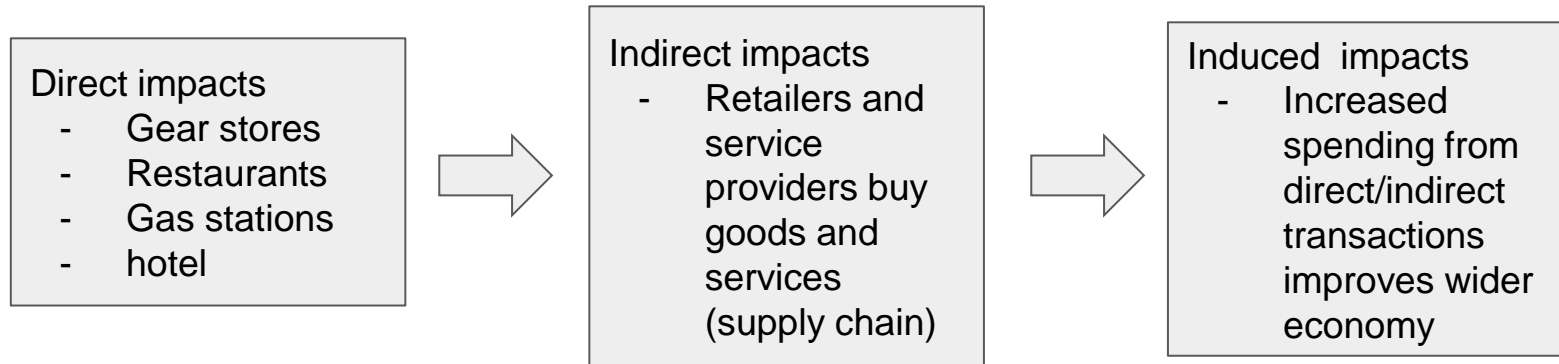 Direct impacts
- Gear stores
- Restaurants
- Gas stations
- hotel
Indirect impacts
- Retailers and
service
providers buy
goods and
services
(supply chain)
Induced impacts
- Increased
spending from
direct/indirect
transactions
improves wider
economy